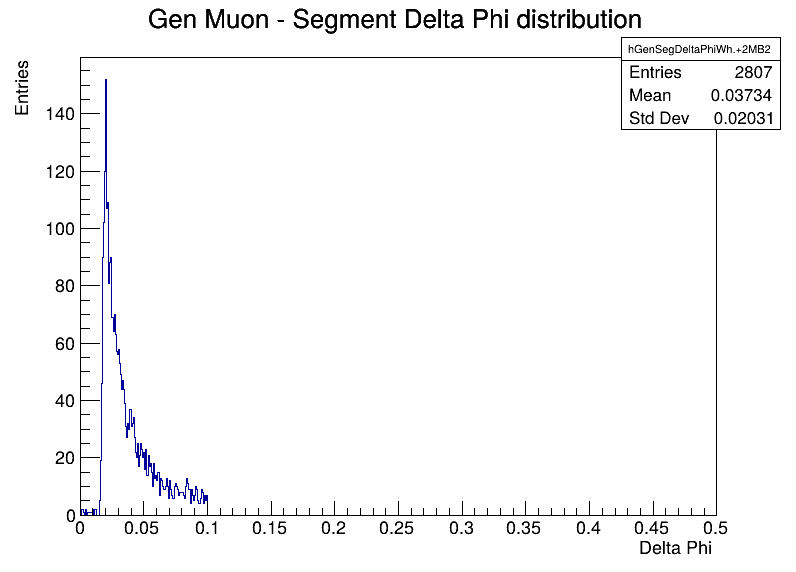 Gen Muon - Segment Delta Phi distribution
hGenSegDeltaPhiWh.+2MB2
Entries 2807
Mean 0.03734
Std Dev 0.02031
Entries
140
120
100
80
60
40
20
0
0 0.05 0.1 0.15 0.2 0.25 0.3 0.35 0.4 0.45 0.5
Delta Phi